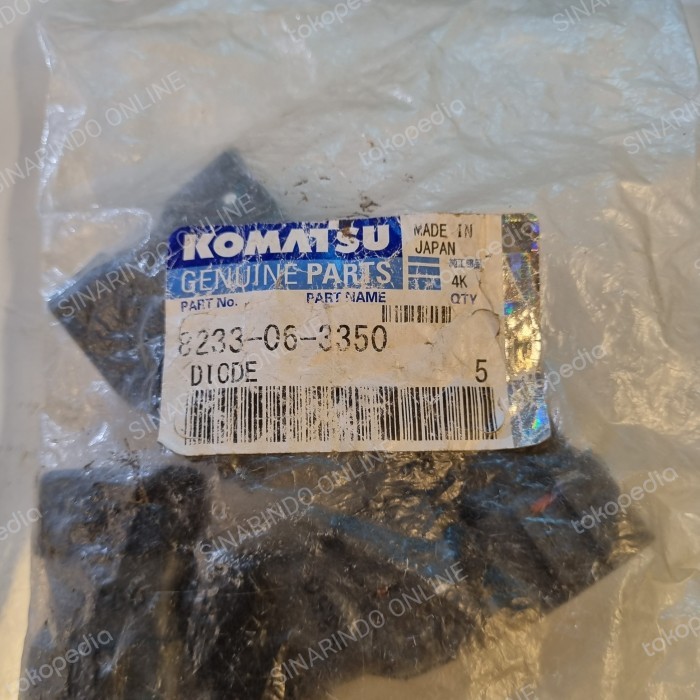 KOMATSU
MADE IN
JAPAN
GENUINE PARTS
4K
PART No.
PART NAME
QTY
8233-06-3350
DIODE
5
SINARINDO ONLINE
tokopedia